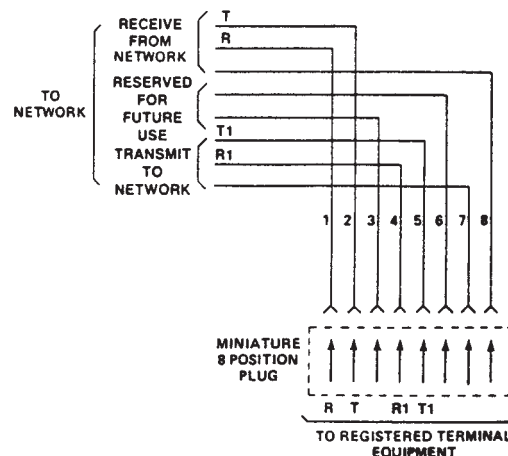 T
RECEIVE
FROM
NETWORK
R
TO
NETWORK
RESERVED
FOR
FUTURE
USE
T1
TRANSMIT
TO
NETWORK
R1
1 2 3 4 5 6 7 8
MINIATURE
8 POSITION
PLUG
R T R1 T1
TO REGISTERED TERMINAL
EQUIPMENT